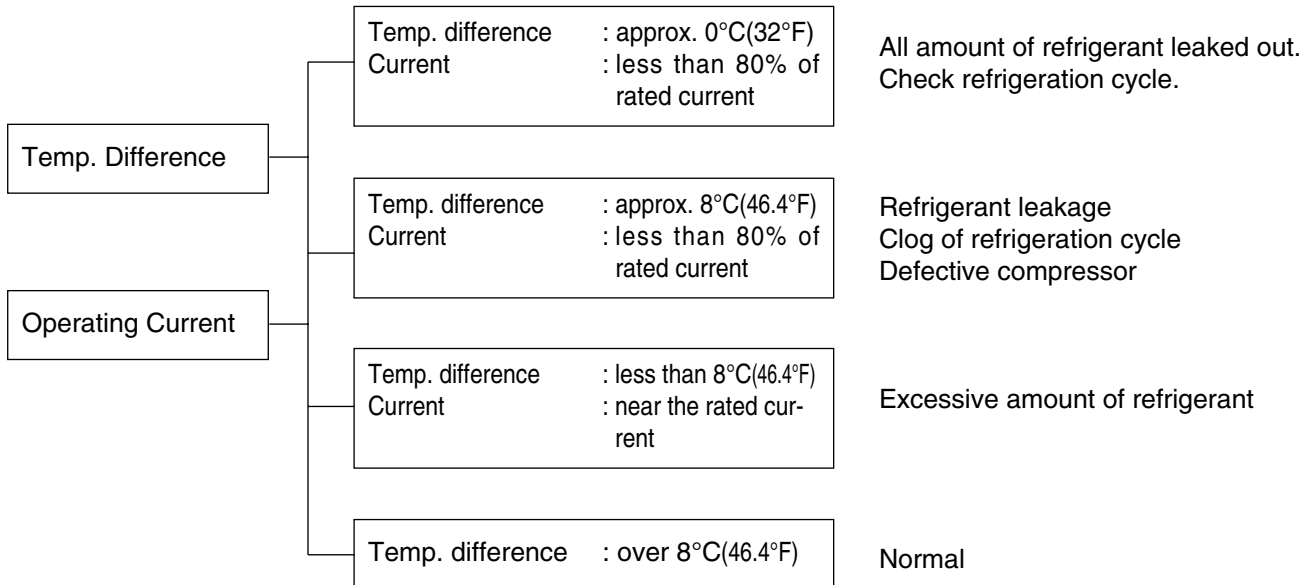 Temp. difference : approx. 0°C(32°F)
Current : less than 80% of
rated current
All amount of refrigerant leaked out.
Check refrigeration cycle.
Temp. Difference
Temp. difference : approx. 8°C(46.4°F)
Current : less than 80% of
rated current
Refrigerant leakage
Clog of refrigeration cycle
Defective compressor
Operating Current
Temp. difference : less than 8°C(46.4°F)
Current : near the rated cur-
rent
Excessive amount of refrigerant
Temp. difference : over 8°C(46.4°F)
Normal